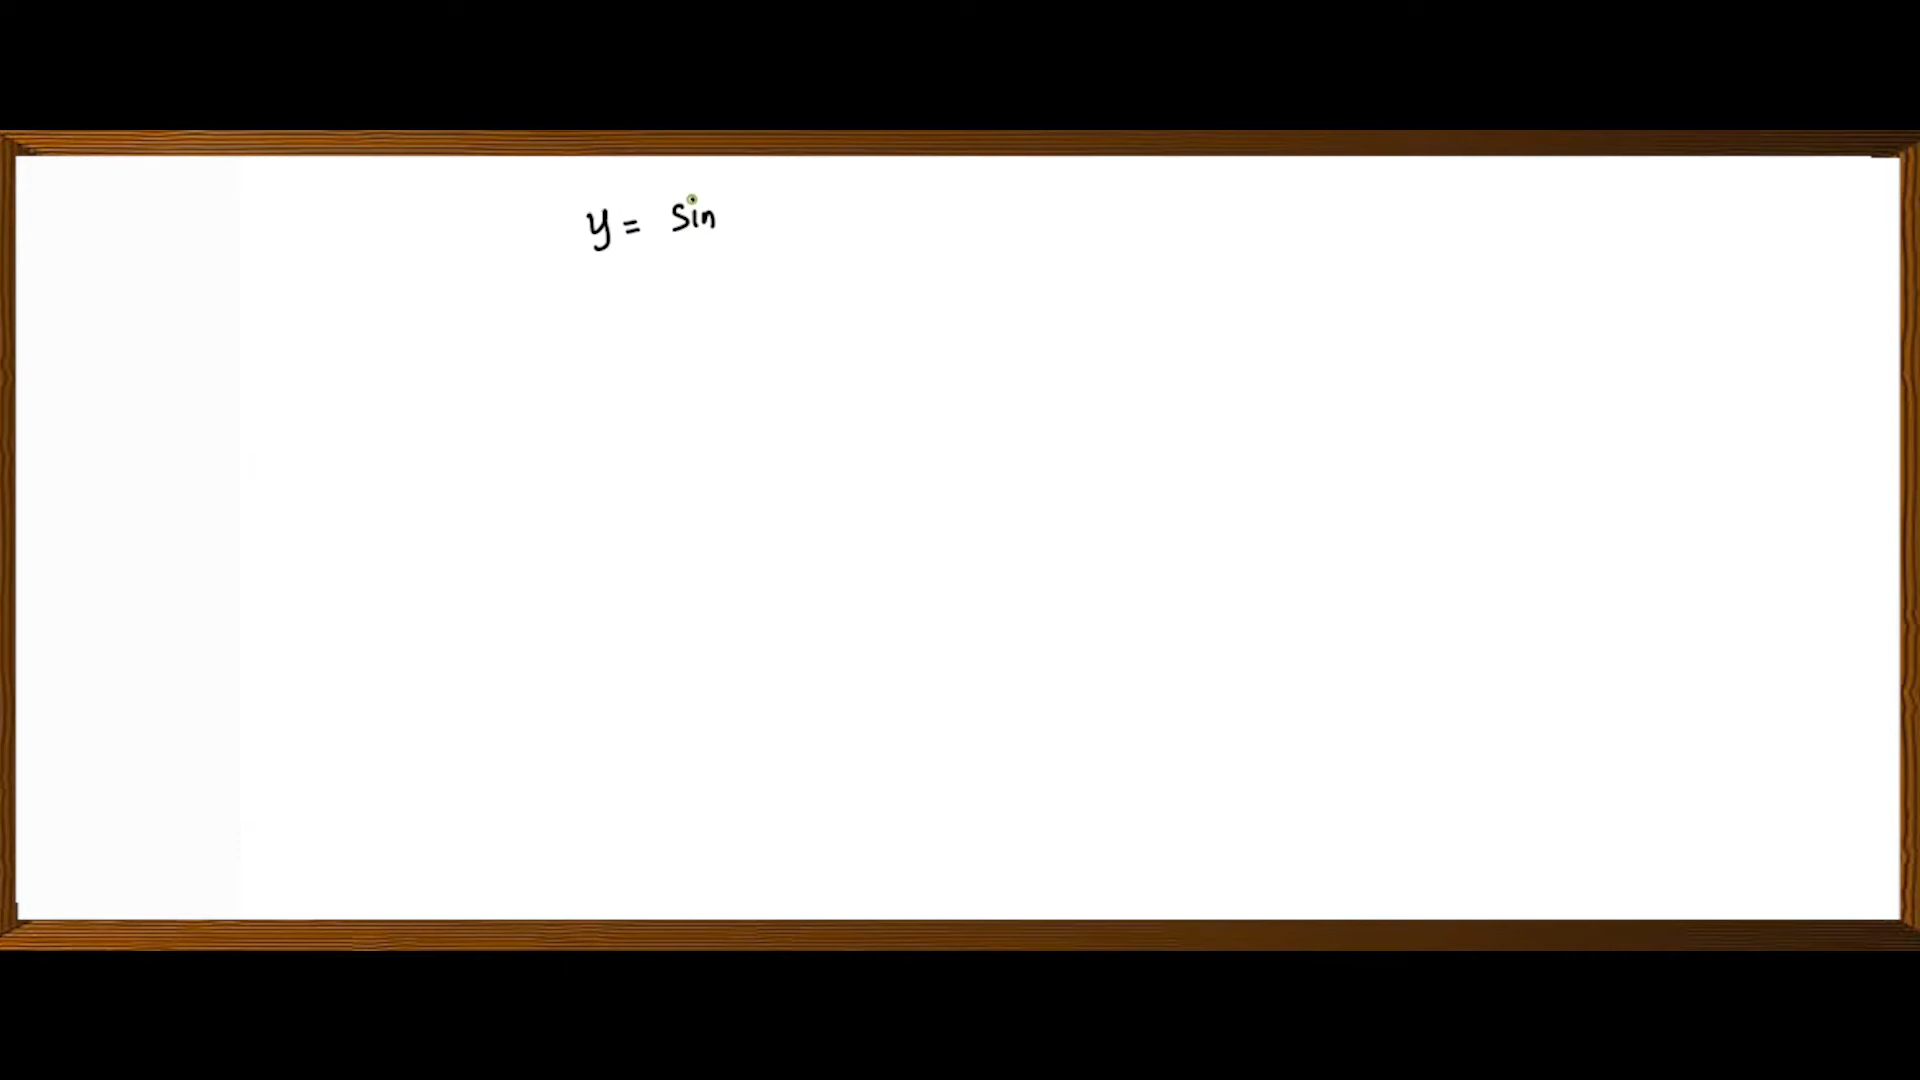 y = sin